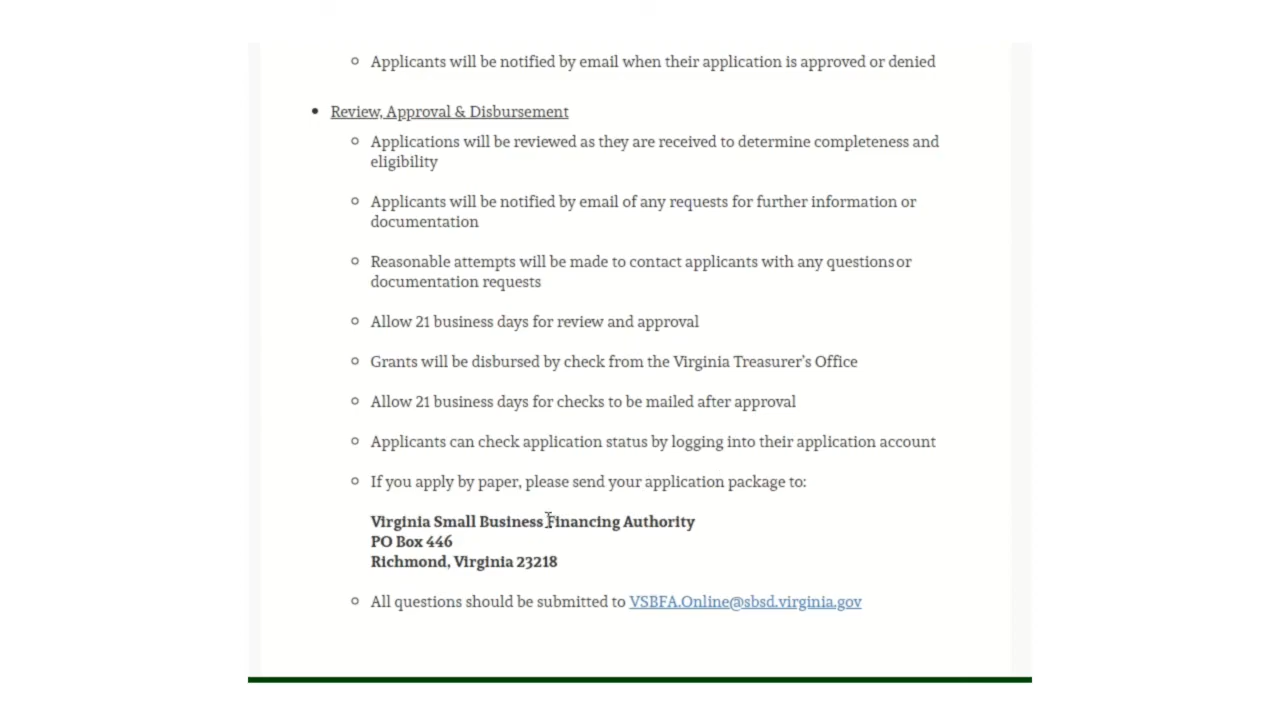 Applicants will be notified by email when their application is approved or denied
Review, Approval & Disbursement
Applications will be reviewed as they are received to determine completeness and
eligibility
Applicants will be notified by email of any requests for further information or
documentation
Reasonable attempts will be made to contact applicants with any questions or
documentation requests
Allow 21 business days for review and approval
Grants will be disbursed by check from the Virginia Treasurer’s Office
Allow 21 business days for checks to be mailed after approval
Applicants can check application status by logging into their application account
If you apply by paper, please send your application package to:
Virginia Small Business Financing Authority
PO Box 446
Richmond, Virginia 23218
All questions should be submitted to VSBFA.Online@sbsd.virginia.gov